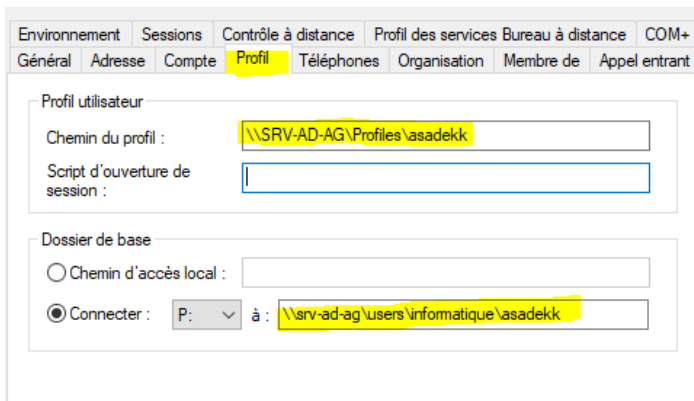 Environnement Sessions Contrôle à distance Profil des services Bureau à distance COM+
Général Adresse Compte Profil Téléphones Organisation Membre de Appel entrant
Profil utilisateur
Chemin du profil : \\SRV-AD-AG\Profiles\asadekk
Script d'ouverture de
session :
Dossier de base
Chemin d'accès local :
Connecter : P: à : \\srv-ad-ag\users\informatique\asadekk